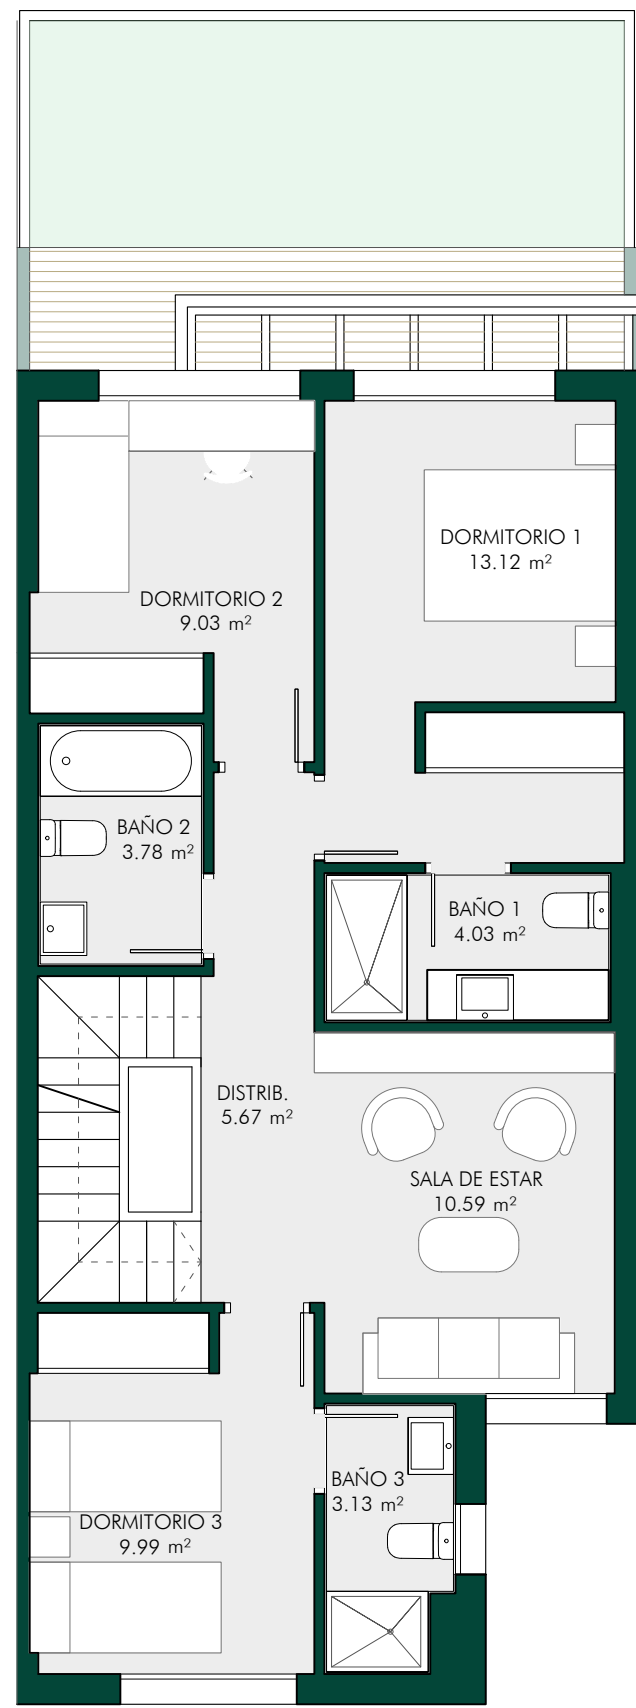 DORMITORIO 1
13.12 m²
DORMITORIO 2
9.03 m²
BAÑO 2
3.78 m²
BAÑO 1
4.03 m²
DISTRIB.
5.67 m²
SALA DE ESTAR
10.59 m²
BAÑO 3
3.13 m²
DORMITORIO 3
9.99 m²